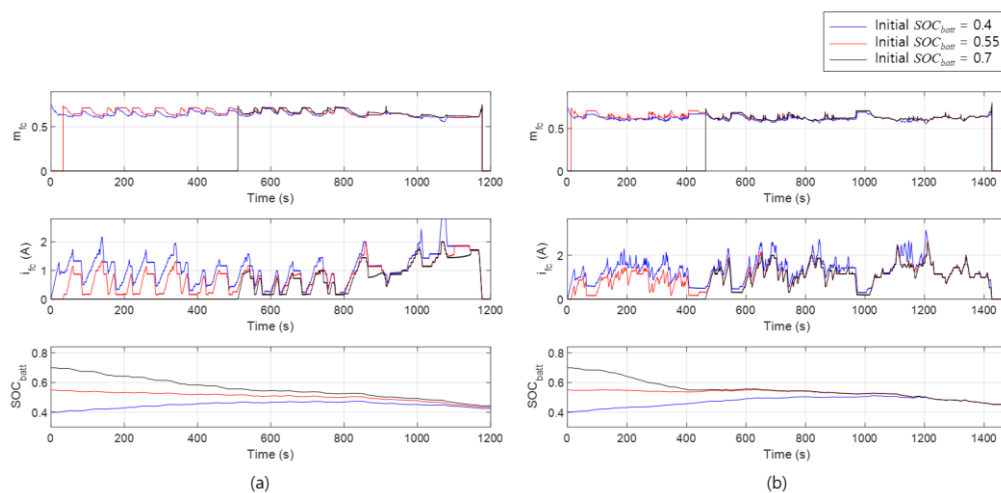 Initial SOC_batt = 0.4
Initial SOC_batt = 0.55
Initial SOC_batt = 0.7
m_fc
0.5
0
0 200 400 600 800 1000 1200
Time (s)
i_fc (A)
2
1
0
0 200 400 600 800 1000 1200
Time (s)
SOC_batt
0.8
0.6
0.4
0 200 400 600 800 1000 1200
Time (s)
(a)
m_fc
0.5
0
0 200 400 600 800 1000 1200 1400
Time (s)
i_fc (A)
2
0
0 200 400 600 800 1000 1200 1400
Time (s)
SOC_batt
0.8
0.6
0.4
0 200 400 600 800 1000 1200 1400
Time (s)
(b)